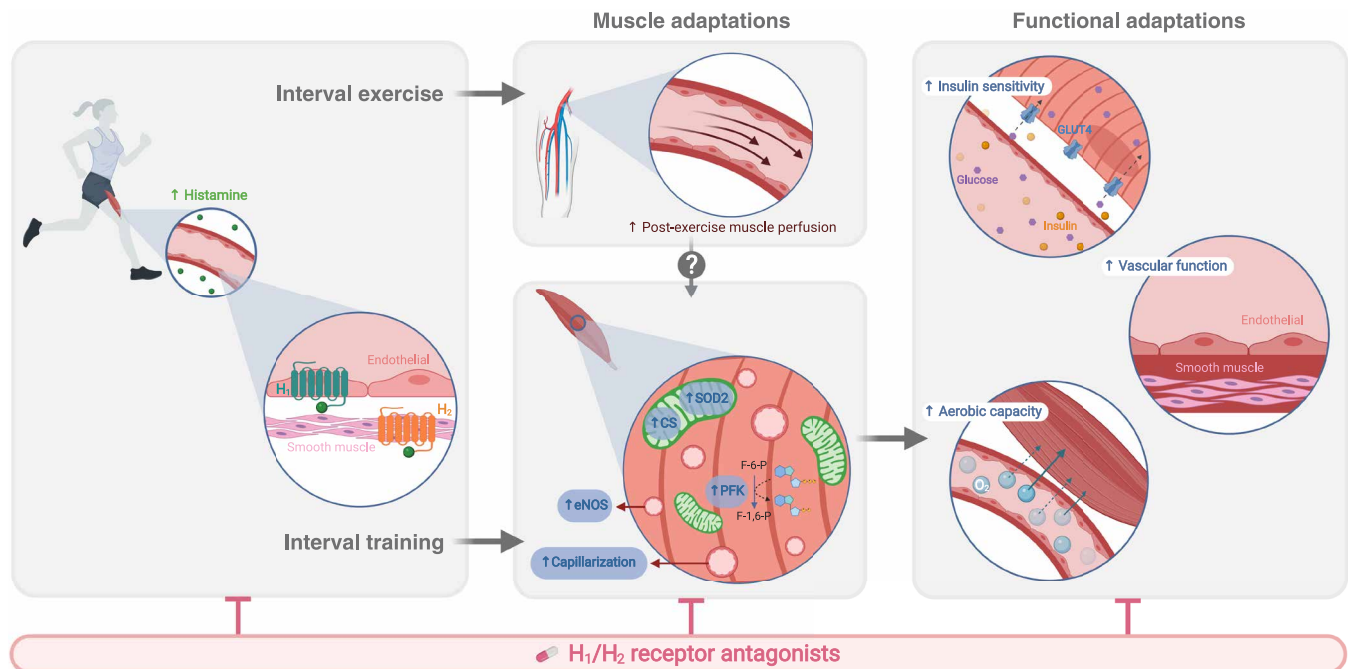 Muscle adaptations
Functional adaptations
Interval exercise
↑ Histamine
Endothelial
H₁
H₂
Smooth muscle
Interval training
↑ Post-exercise muscle perfusion
?
↑SOD2
↑CS
F-6-P
↑PFK
F-1,6-P
↑eNOS
↑Capillarization
↑ Insulin sensitivity
GLUT4
Glucose
Insulin
↑ Vascular function
Endothelial
Smooth muscle
↑ Aerobic capacity
O₂
H₁/H₂ receptor antagonists